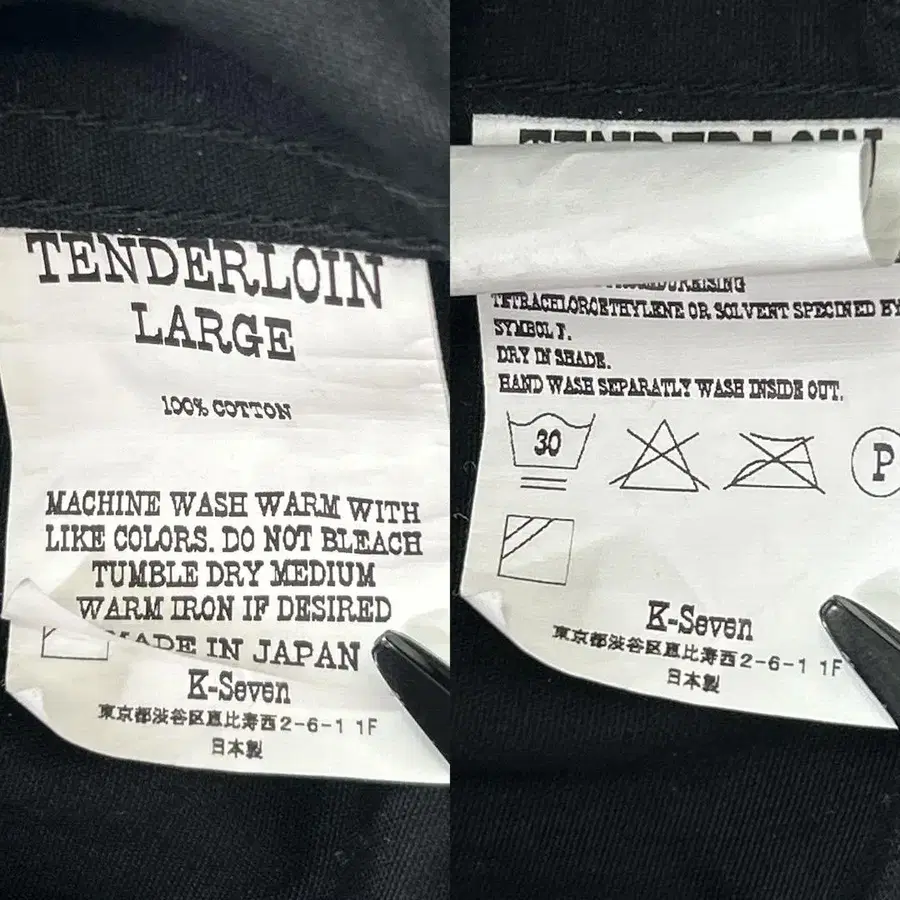 TENDERLOIN
LARGE
100% COTTON
MACHINE WASH WARM WITH
LIKE COLORS. DO NOT BLEACH
TUMBLE DRY MEDIUM
WARM IRON IF DESIRED
MADE IN JAPAN
K-Seven
東京都渋谷区恵比寿西2-6-1 1F
日本製
TENDERLOIN
TETRACHLOROETHYLENE OR SOLVENT SPECINED BY
SYMBOL F.
DRY IN SHADE.
HAND WASH SEPARATLY WASH INSIDE OUT.
30
P
K-Seven
東京都渋谷区恵比寿西2-6-1 1F
日本製